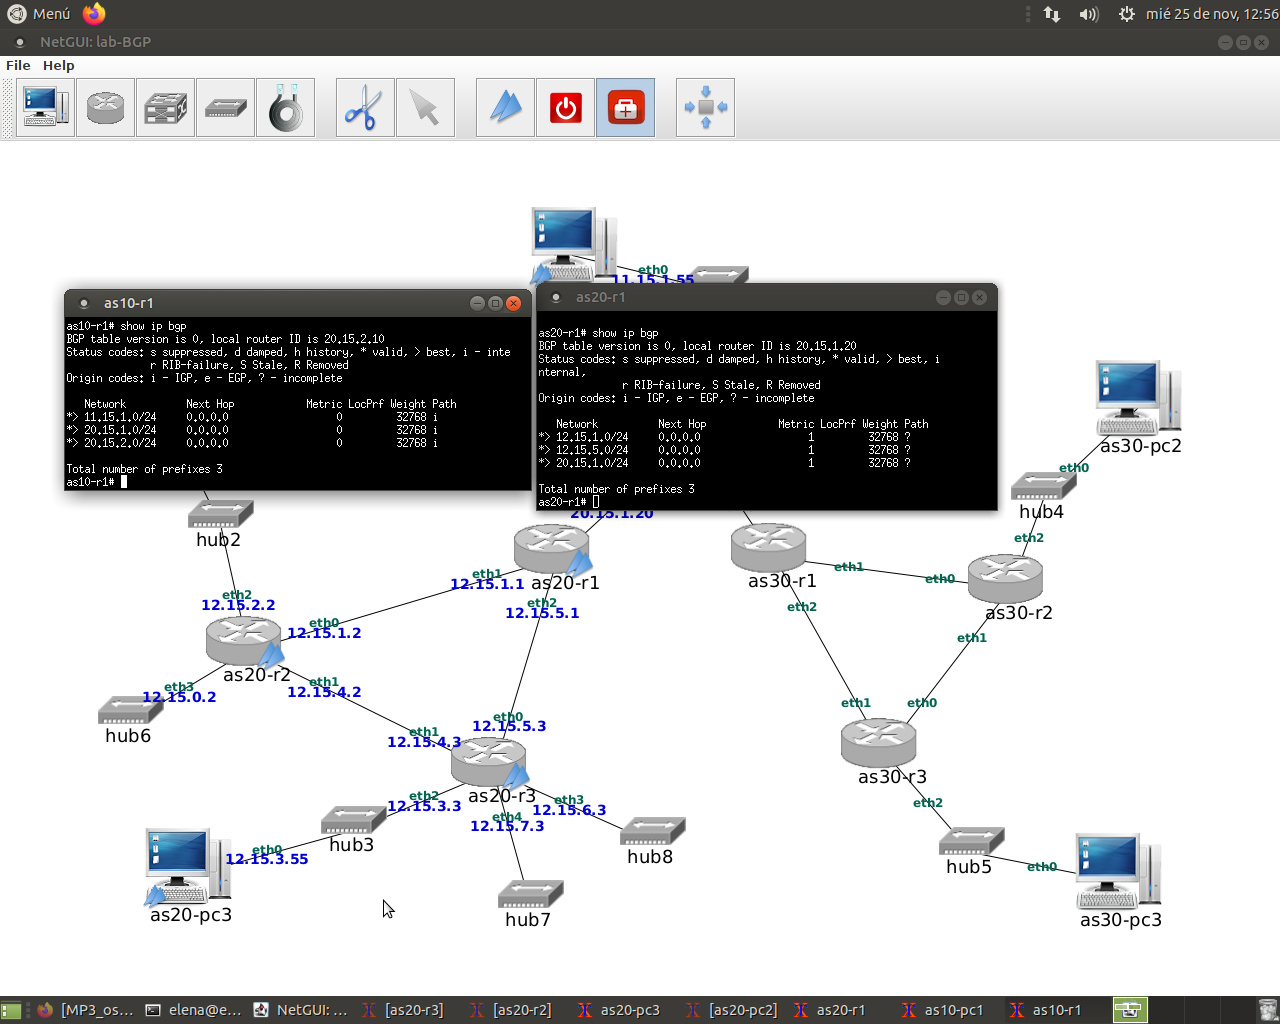 Menú
mié 25 de nov, 12:56
NetGUI: lab-BGP
File Help
eth0
11.15.1.55
as10-r1
as10-r1# show ip bgp
BGP table version is 0, local router ID is 20.15.2.10
Status codes: s suppressed, d damped, h history, * valid, > best, i - inte
r RIB-failure, S Stale, R Removed
Origin codes: i - IGP, e - EGP, ? - incomplete
Network Next Hop Metric LocPrf Weight Path
*> 11.15.1.0/24 0.0.0.0 0 32768 i
*> 20.15.1.0/24 0.0.0.0 0 32768 i
*> 20.15.2.0/24 0.0.0.0 0 32768 i
Total number of prefixes 3
as10-r1#
as20-r1
as20-r1# show ip bgp
BGP table version is 0, local router ID is 20.15.1.20
Status codes: s suppressed, d damped, h history, * valid, > best, i
nternal,
r RIB-failure, S Stale, R Removed
Origin codes: i - IGP, e - EGP, ? - incomplete
Network Next Hop Metric LocPrf Weight Path
*> 12.15.1.0/24 0.0.0.0 1 32768 ?
*> 12.15.5.0/24 0.0.0.0 1 32768 ?
*> 20.15.1.0/24 0.0.0.0 1 32768 ?
Total number of prefixes 3
as20-r1#
as30-pc2
eth0
hub4
eth2
20.15.1.20
hub2
eth1
12.15.1.1
as20-r1
as30-r1
eth1
eth0
as30-r2
eth2
12.15.2.2
eth2
12.15.5.1
eth2
eth0
12.15.1.2
eth1
as20-r2
eth1
12.15.4.2
eth3
12.15.0.2
hub6
eth1
eth0
eth0
12.15.5.3
eth1
12.15.4.3
as30-r3
as20-r3
eth2
12.15.3.3
eth3
12.15.6.3
eth4
12.15.7.3
eth2
hub3
hub8
hub5
eth0
12.15.3.55
eth0
as20-pc3
hub7
as30-pc3
[MP3_os...
elena@e...
NetGUI: ...
[as20-r3]
[as20-r2]
as20-pc3
[as20-pc2]
as20-r1
as10-pc1
as10-r1